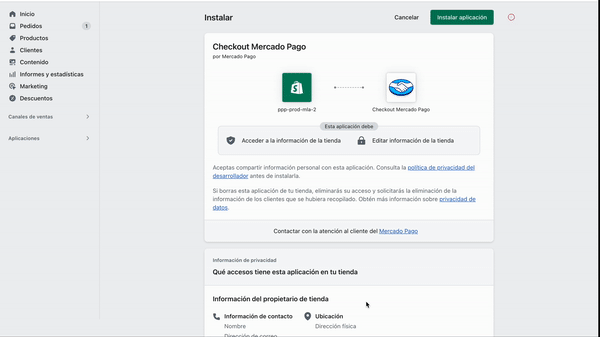 Inicio
Pedidos 1
Productos
Clientes
Contenido
Informes y estadísticas
Marketing
Descuentos
Canales de ventas
Aplicaciones
Instalar
Cancelar
Instalar aplicación
Checkout Mercado Pago
por Mercado Pago
ppp-prod-mla-2
Checkout Mercado Pago
Esta aplicación debe
Acceder a la información de la tienda
Editar información de la tienda
Aceptas compartir información personal con esta aplicación. Consulta la política de privacidad del
desarrollador antes de instalarla.
Si borras esta aplicación de tu tienda, eliminarás su acceso y solicitarás la eliminación de la
información de los clientes que se hubiera recopilado. Obtén más información sobre privacidad de
datos.
Contactar con la atención al cliente del Mercado Pago
Información de privacidad
Qué accesos tiene esta aplicación en tu tienda
Información del propietario de tienda
Información de contacto
Nombre
Dirección de correo
Ubicación
Dirección física